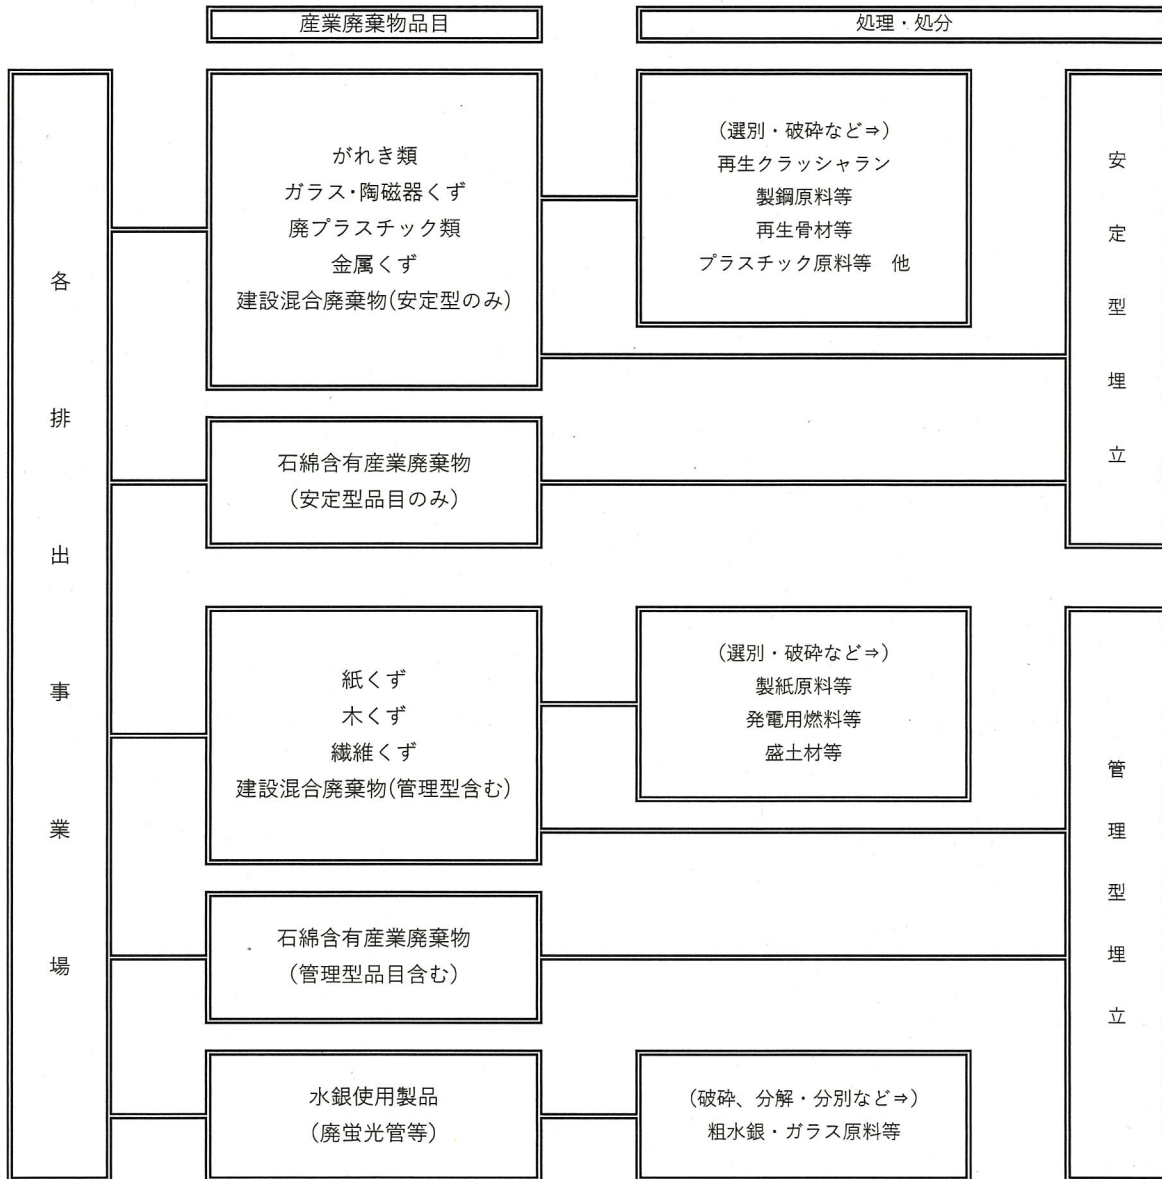 産業廃棄物品目
処理・処分
各排出事業場
がれき類
ガラス・陶磁器くず
廃プラスチック類
金属くず
建設混合廃棄物(安定型のみ)
(選別・破砕など⇒)
再生クラッシャラン
製鋼原料等
再生骨材等
プラスチック原料等　他
安定型埋立
石綿含有産業廃棄物
(安定型品目のみ)
紙くず
木くず
繊維くず
建設混合廃棄物(管理型含む)
(選別・破砕など⇒)
製紙原料等
発電用燃料等
盛土材等
管理型埋立
石綿含有産業廃棄物
(管理型品目含む)
水銀使用製品
(廃蛍光管等)
(破砕、分解・分別など⇒)
粗水銀・ガラス原料等